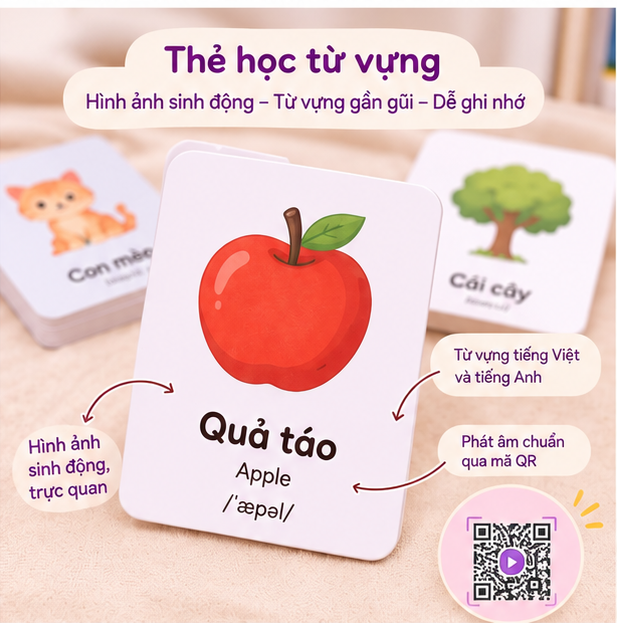 Thẻ học từ vựng
Hình ảnh sinh động – Từ vựng gần gũi – Dễ ghi nhớ
Con mèo
Cái cây
Từ vựng tiếng Việt
và tiếng Anh
Quả táo
Apple
/ˈæpəl/
Hình ảnh
sinh động,
trực quan
Phát âm chuẩn
qua mã QR